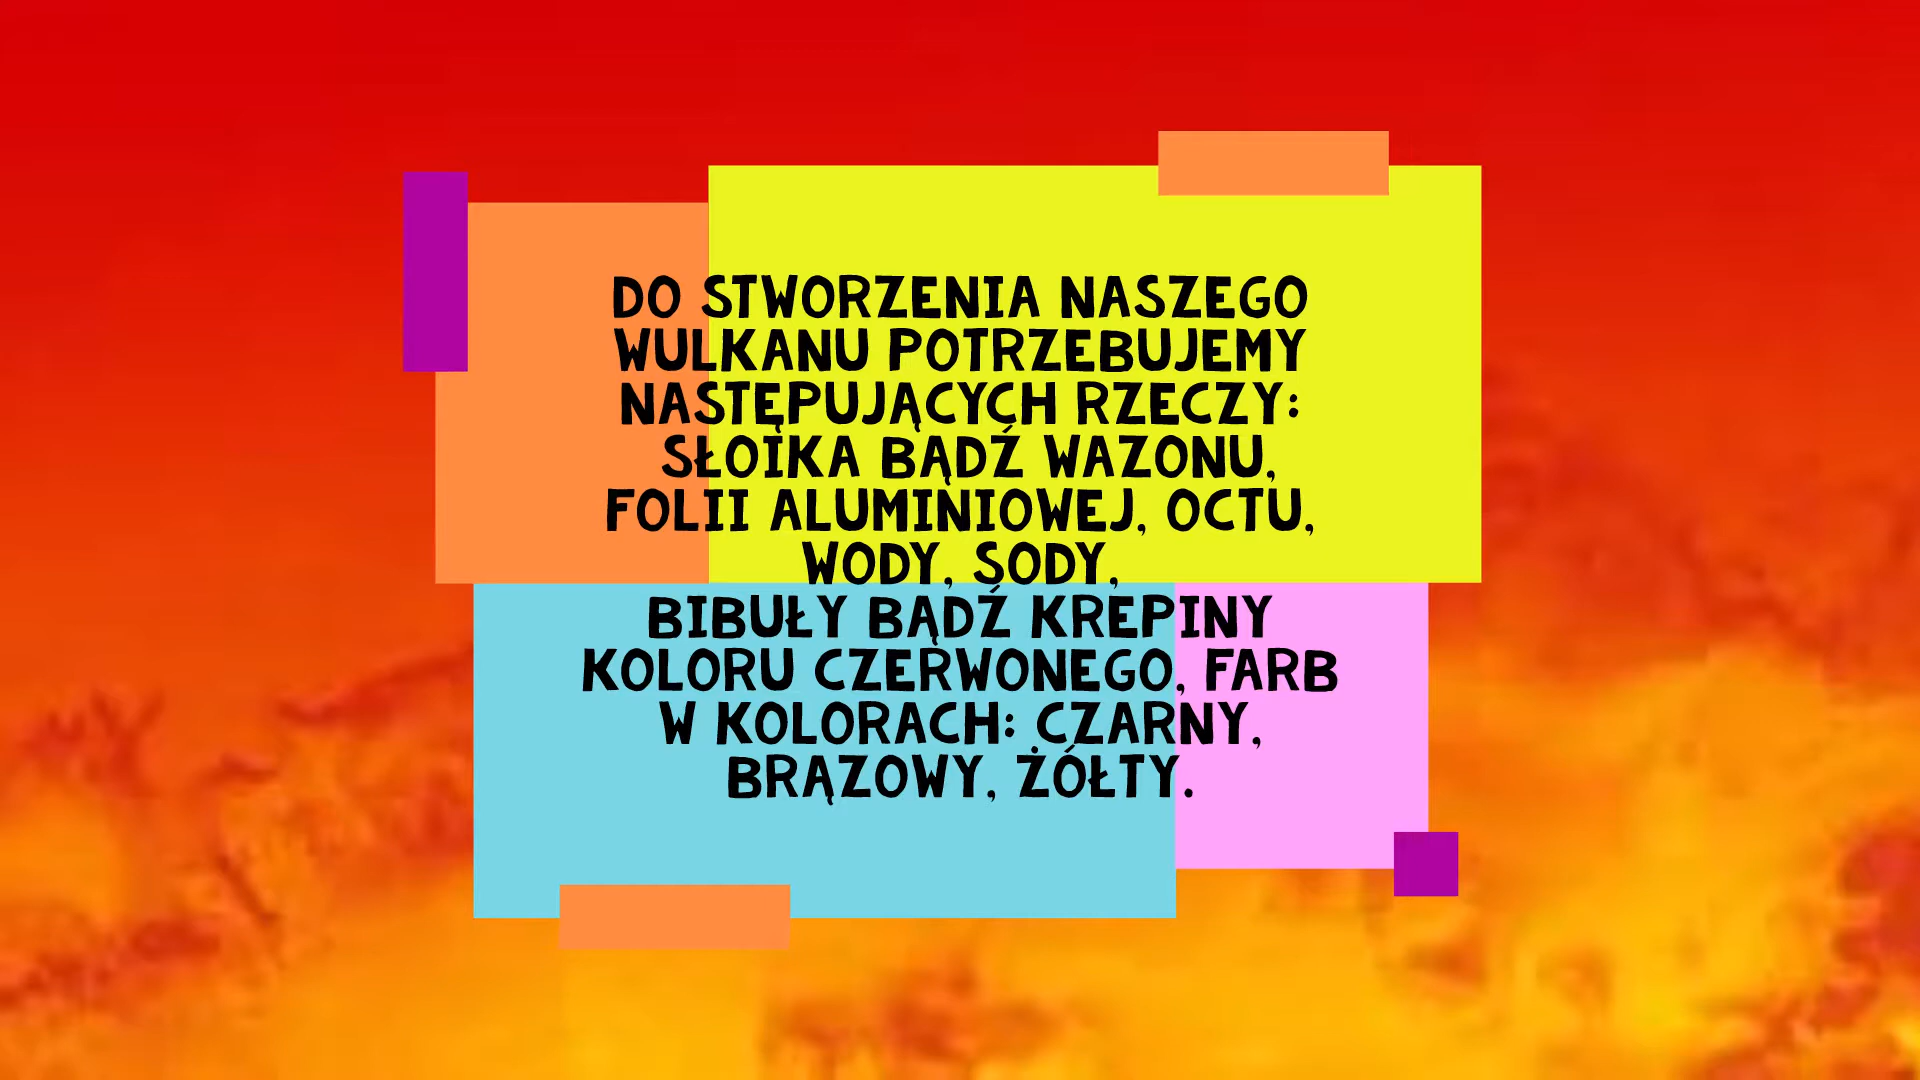 DO STWORZENIA NASZEGO
WULKANU POTRZEBUJEMY
NASTĘPUJĄCYCH RZECZY:
SŁOIKA BĄDŹ WAZONU,
FOLII ALUMINIOWEJ, OCTU,
WODY, SODY,
BIBUŁY BĄDŹ KREPINY
KOLORU CZERWONEGO, FARB
W KOLORACH: CZARNY,
BRĄZOWY, ŻÓŁTY.